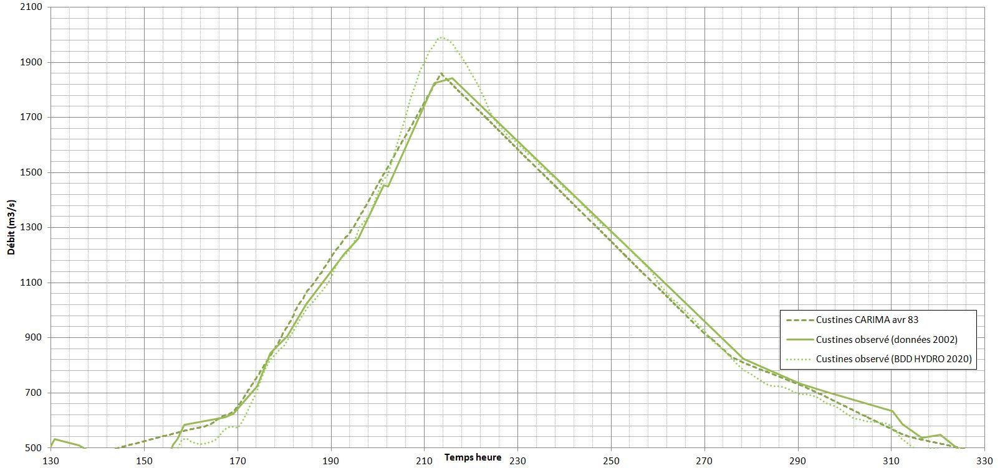 2100
1900
1700
1500
1300
1100
900
700
500
Débit (m3/s)
130 150 170 190 210 230 250 270 290 310 330
Temps heure
Custines CARIMA avr 83
Custines observé (données 2002)
Custines observé (BDD HYDRO 2020)